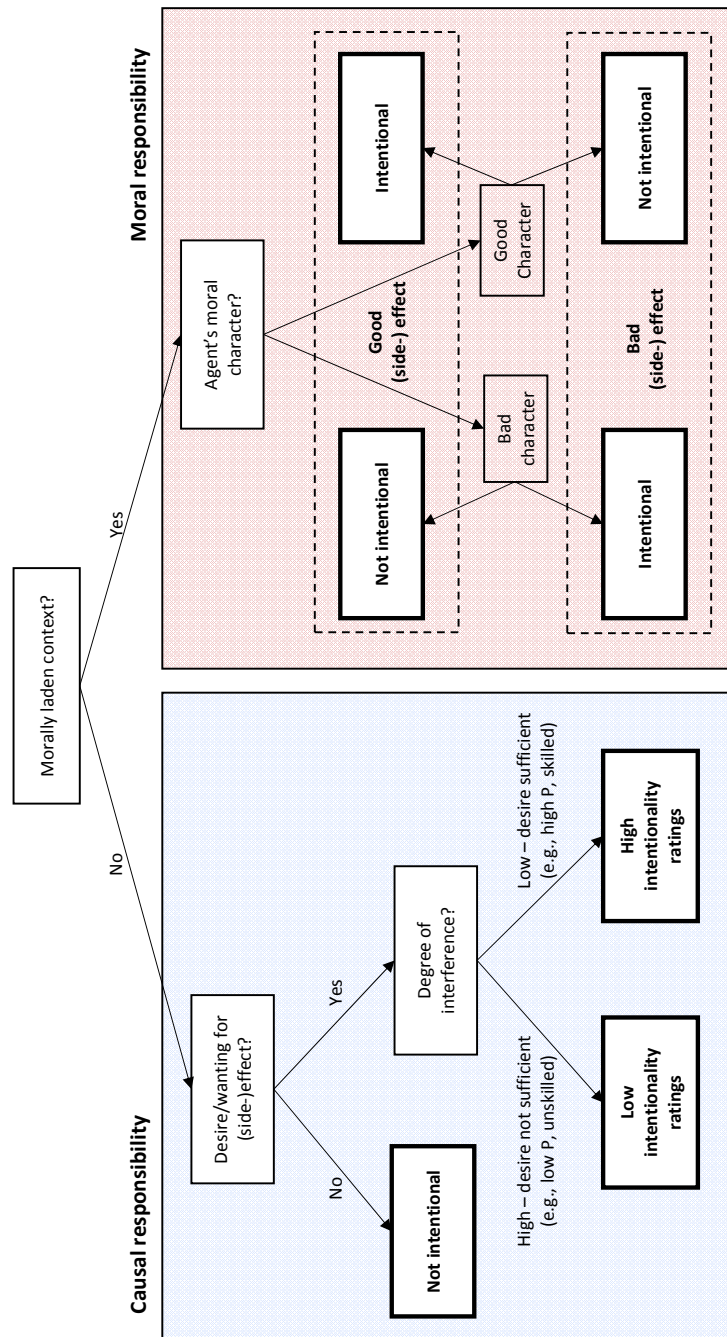 Morally laden context?
No
Yes
Causal responsibility
Desire/wanting for
(side-)effect?
No
Yes
Not intentional
Degree of
interference?
High – desire not sufficient
(e.g., low P, unskilled)
Low – desire sufficient
(e.g., high P, skilled)
Low
intentionality
ratings
High
intentionality
ratings
Moral responsibility
Agent's moral
character?
Not intentional
Good
(side-) effect
Intentional
Bad
character
Good
Character
Intentional
Bad
(side-) effect
Not intentional